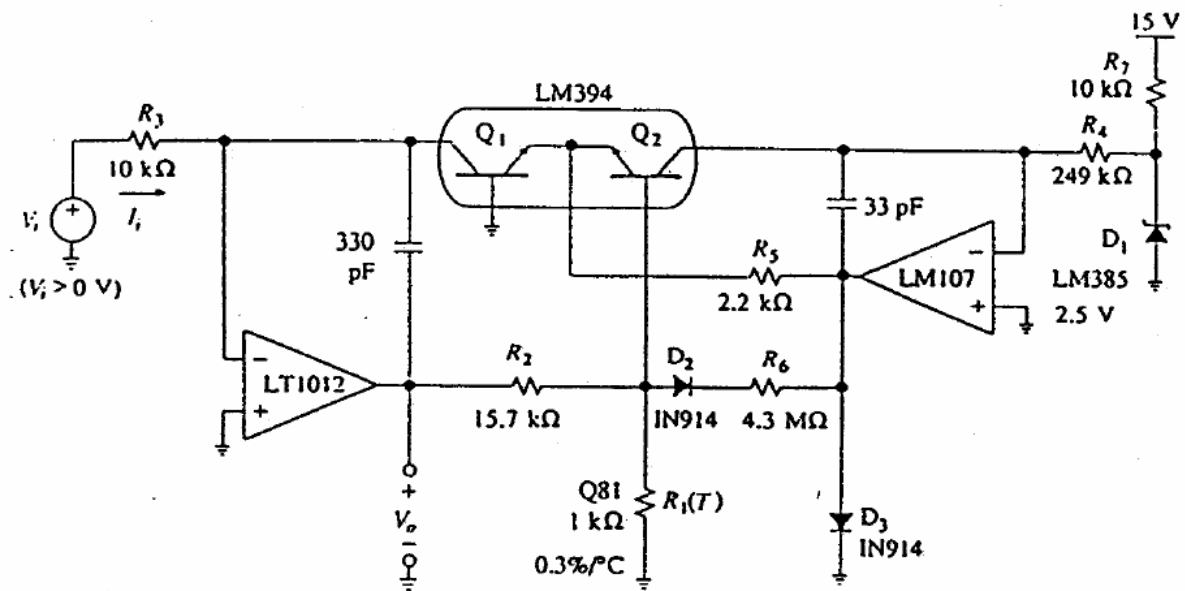 15 V
R7
10 kΩ
LM394
R3
10 kΩ
Ii
Vi
+
(Vi > 0 V)
Q1
Q2
R4
249 kΩ
330
pF
33 pF
D1
LM385
2.5 V
R5
2.2 kΩ
LM107
−
+
−
LT1012
+
R2
15.7 kΩ
D2
IN914
R6
4.3 MΩ
+
Vo
−
Q81
1 kΩ
R1(T)
0.3%/°C
D3
IN914